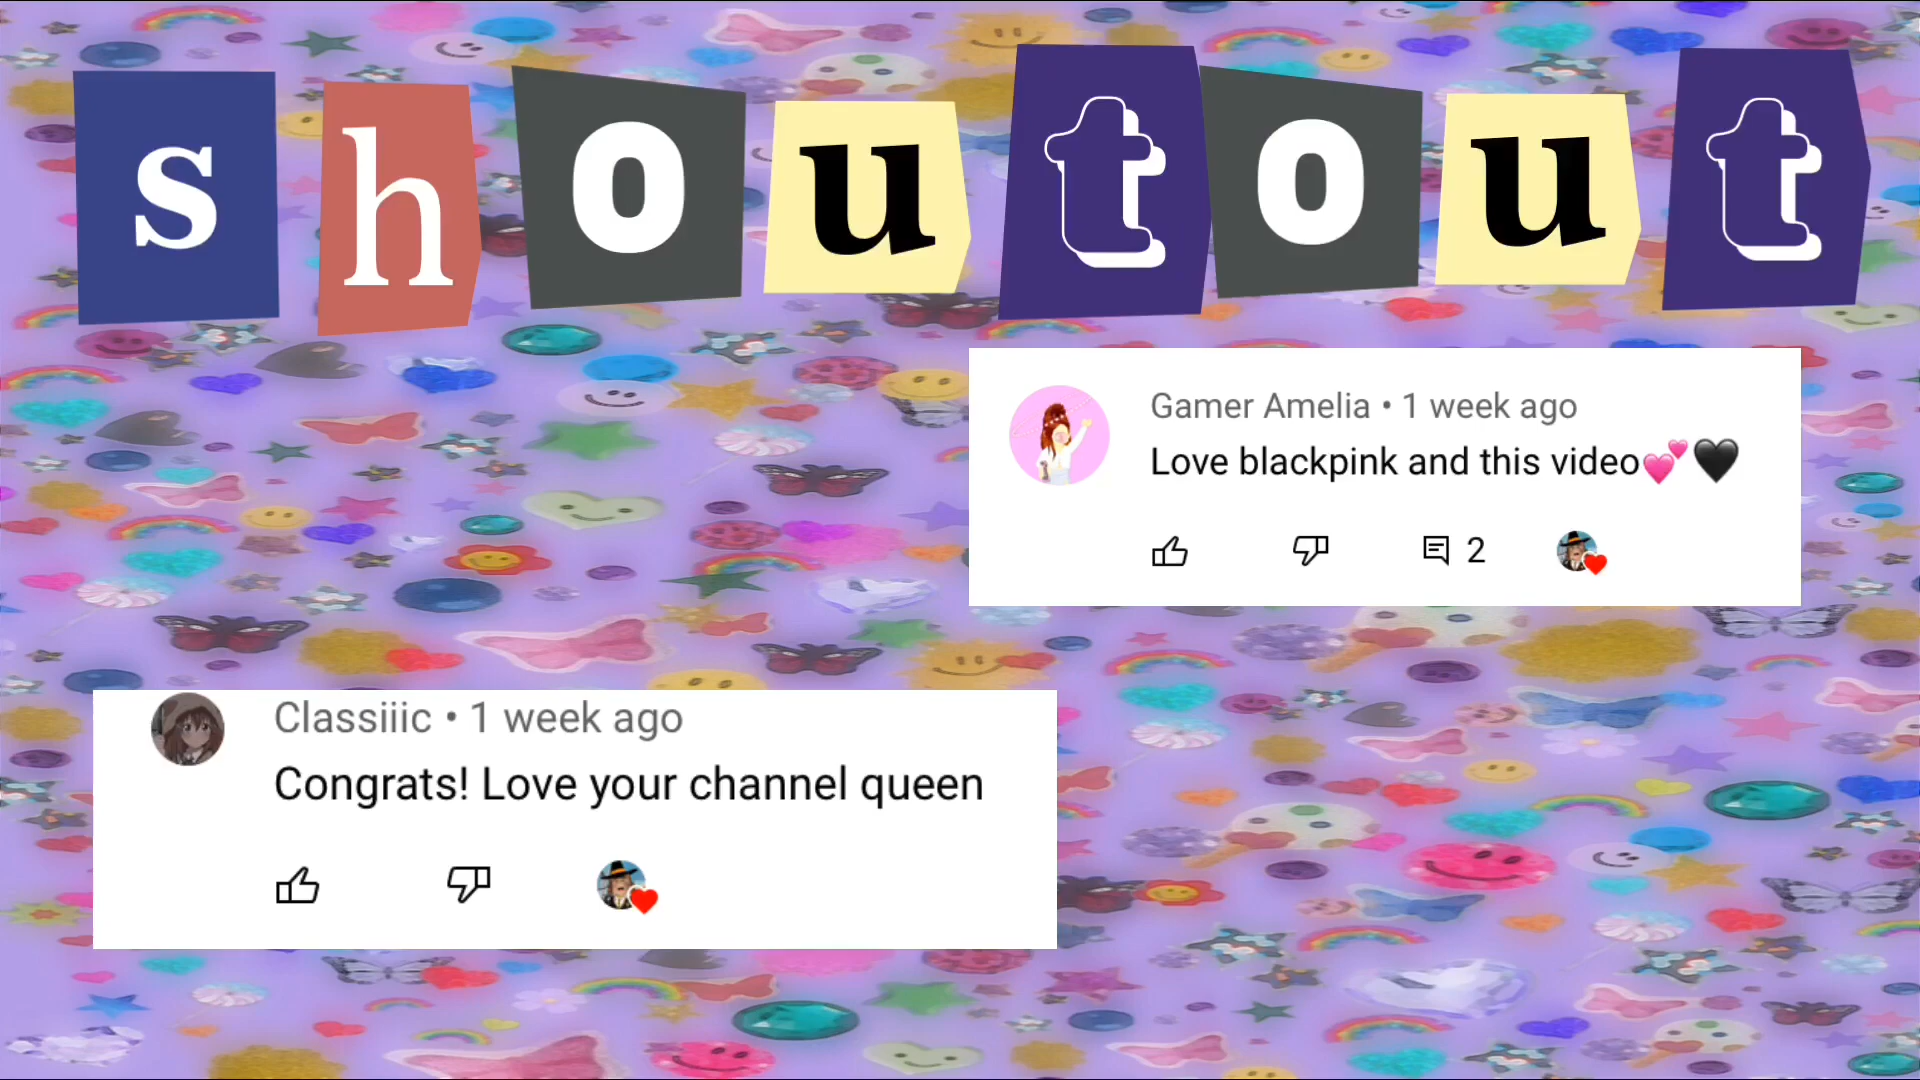 shoutout
Gamer Amelia • 1 week ago
Love blackpink and this video💕🖤
2
Classiiic • 1 week ago
Congrats! Love your channel queen